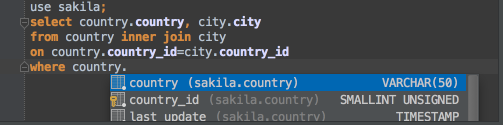 use sakila;
select country.country, city.city
from country inner join city
on country.country_id=city.country_id
where country.
country (sakila.country) VARCHAR(50)
country_id (sakila.country) SMALLINT UNSIGNED
last_update (sakila.country) TIMESTAMP